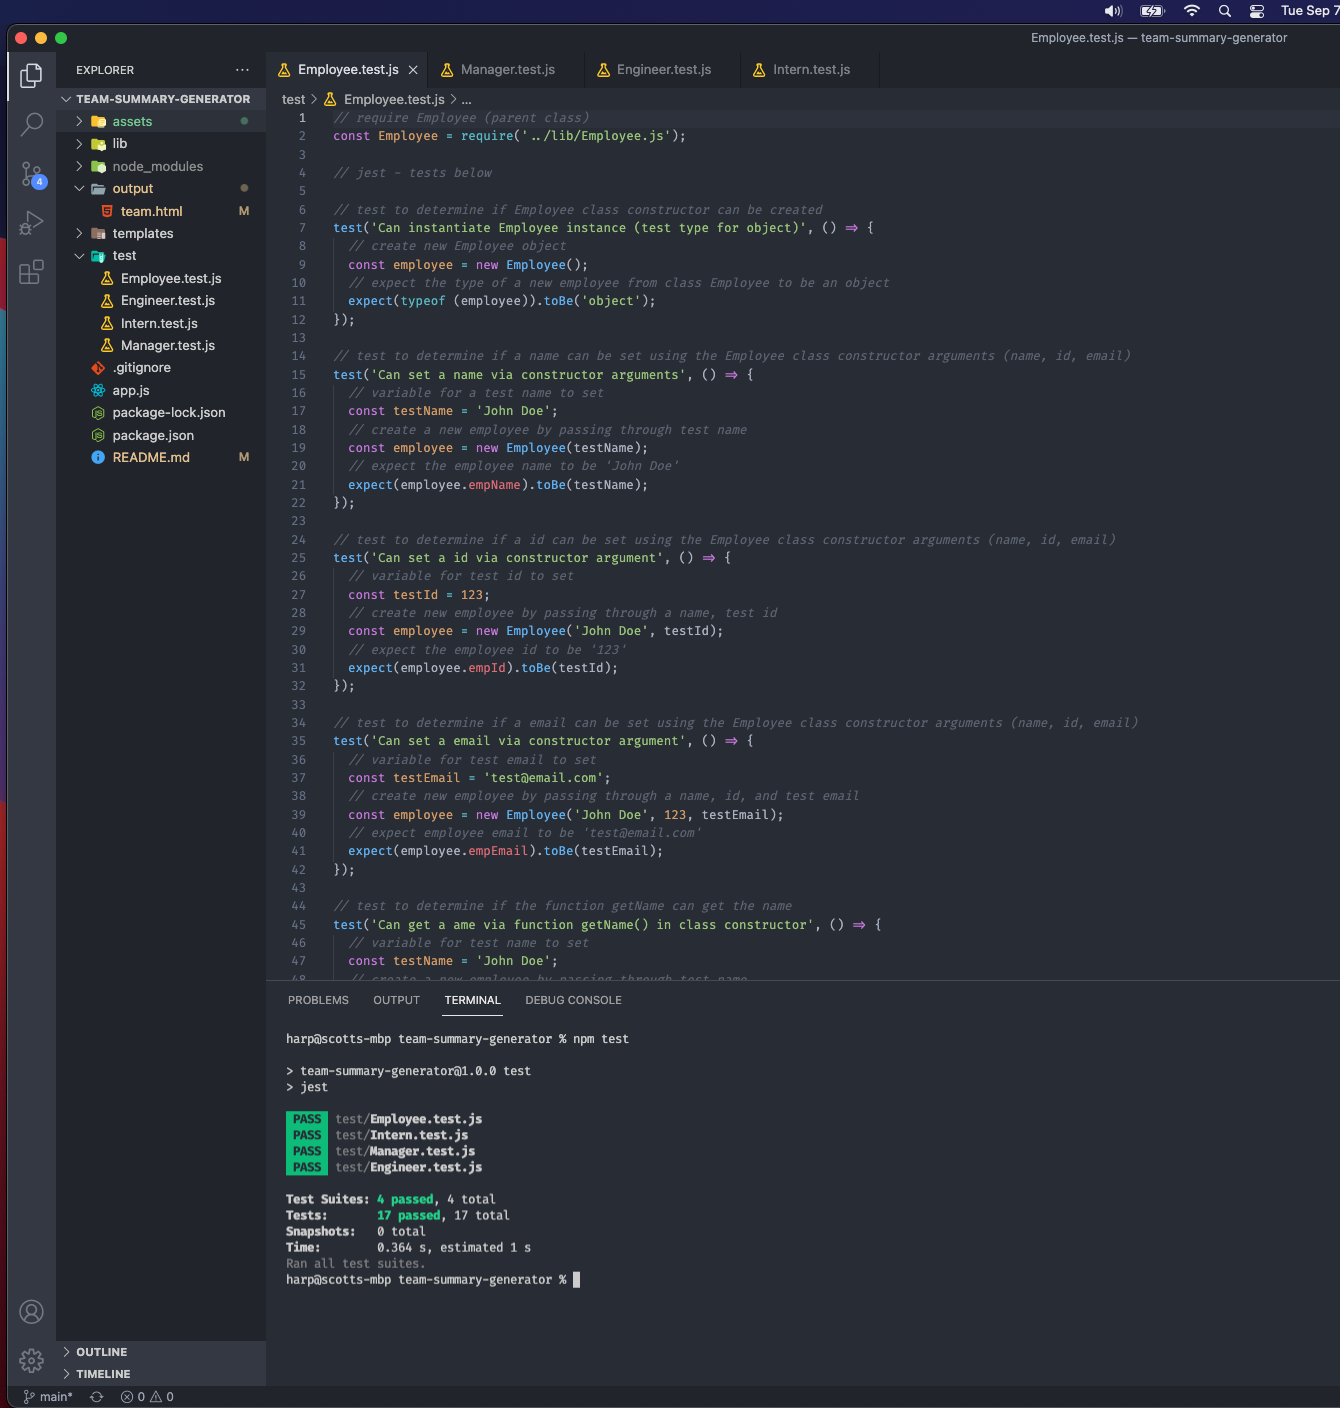 Tue Sep 7
Employee.test.js — team-summary-generator
EXPLORER
Employee.test.js
Manager.test.js
Engineer.test.js
Intern.test.js
TEAM-SUMMARY-GENERATOR
assets
lib
node_modules
output
team.html M
templates
test
Employee.test.js
Engineer.test.js
Intern.test.js
Manager.test.js
.gitignore
app.js
package-lock.json
package.json
README.md M
4
test > Employee.test.js > ...
1 // require Employee (parent class)
2 const Employee = require('../lib/Employee.js');
3
4 // jest - tests below
5
6 // test to determine if Employee class constructor can be created
7 test('Can instantiate Employee instance (test type for object)', () => {
8 // create new Employee object
9 const employee = new Employee();
10 // expect the type of a new employee from class Employee to be an object
11 expect(typeof (employee)).toBe('object');
12 });
13
14 // test to determine if a name can be set using the Employee class constructor arguments (name, id, email)
15 test('Can set a name via constructor arguments', () => {
16 // variable for a test name to set
17 const testName = 'John Doe';
18 // create a new employee by passing through test name
19 const employee = new Employee(testName);
20 // expect the employee name to be 'John Doe'
21 expect(employee.empName).toBe(testName);
22 });
23
24 // test to determine if a id can be set using the Employee class constructor arguments (name, id, email)
25 test('Can set a id via constructor argument', () => {
26 // variable for test id to set
27 const testId = 123;
28 // create new employee by passing through a name, test id
29 const employee = new Employee('John Doe', testId);
30 // expect the employee id to be '123'
31 expect(employee.empId).toBe(testId);
32 });
33
34 // test to determine if a email can be set using the Employee class constructor arguments (name, id, email)
35 test('Can set a email via constructor argument', () => {
36 // variable for test email to set
37 const testEmail = 'test@email.com';
38 // create new employee by passing through a name, id, and test email
39 const employee = new Employee('John Doe', 123, testEmail);
40 // expect employee email to be 'test@email.com'
41 expect(employee.empEmail).toBe(testEmail);
42 });
43
44 // test to determine if the function getName can get the name
45 test('Can get a ame via function getName() in class constructor', () => {
46 // variable for test name to set
47 const testName = 'John Doe';
48 // create a new employee by passing through test name
PROBLEMS OUTPUT TERMINAL DEBUG CONSOLE
harp@scotts-mbp team-summary-generator % npm test
> team-summary-generator@1.0.0 test
> jest
PASS test/Employee.test.js
PASS test/Intern.test.js
PASS test/Manager.test.js
PASS test/Engineer.test.js
Test Suites: 4 passed, 4 total
Tests: 17 passed, 17 total
Snapshots: 0 total
Time: 0.364 s, estimated 1 s
Ran all test suites.
harp@scotts-mbp team-summary-generator %
OUTLINE
TIMELINE
main* 0 0